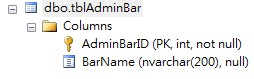 dbo.tblAdminBar
Columns
AdminBarID (PK, int, not null)
BarName (nvarchar(200), null)